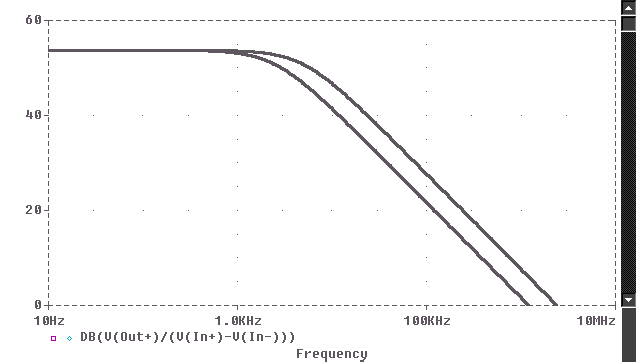 60
40
20
0
10Hz 1.0KHz 100KHz 10MHz
DB(V(Out+)/(V(In+)-V(In-)))
Frequency